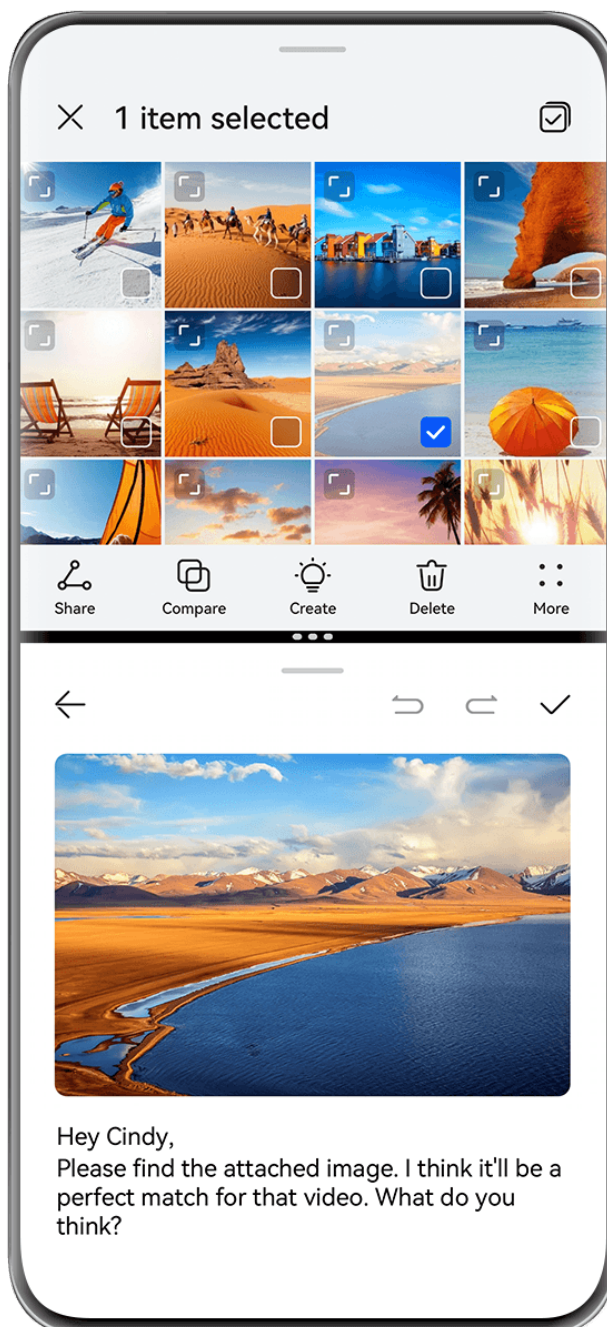 1 item selected
Share
Compare
Create
Delete
More
Hey Cindy,
Please find the attached image. I think it'll be a
perfect match for that video. What do you
think?